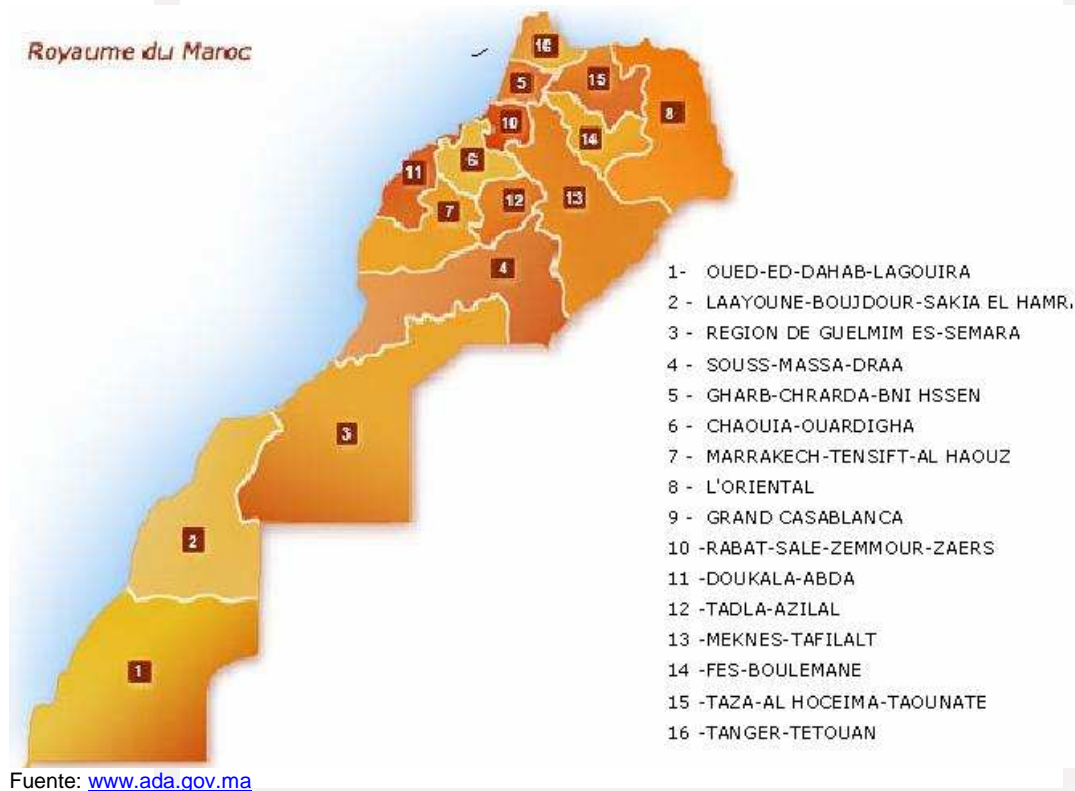 Royaume du Maroc
16
5
15
8
10
14
6
11
13
12
7
4
3
2
1
1- OUED-ED-DAHAB-LAGOUIRA
2 - LAAYOUNE-BOUJDOUR-SAKIA EL HAMR
3 - REGION DE GUELMIM ES-SEMARA
4 - SOUSS-MASSA-DRAA
5 - GHARB-CHRARDA-BNI HSSEN
6 - CHAOUIA-OUARDIGHA
7 - MARRAKECH-TENSIFT-AL HAOUZ
8 - L'ORIENTAL
9 - GRAND CASABLANCA
10 -RABAT-SALE-ZEMMOUR-ZAERS
11 -DOUKALA-ABDA
12 -TADLA-AZILAL
13 -MEKNES-TAFILALT
14 -FES-BOULEMANE
15 -TAZA-AL HOCEIMA-TAOUNATE
16 -TANGER-TETOUAN
Fuente: www.ada.gov.ma